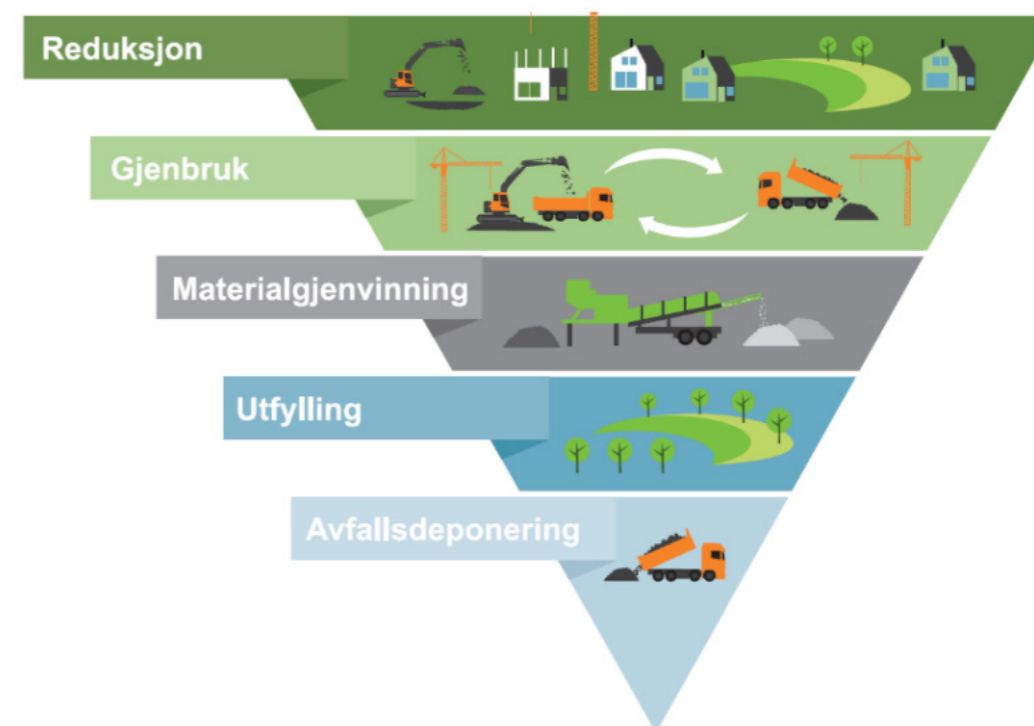 Reduksjon
Gjenbruk
Materialgjenvinning
Utfylling
Avfallsdeponering